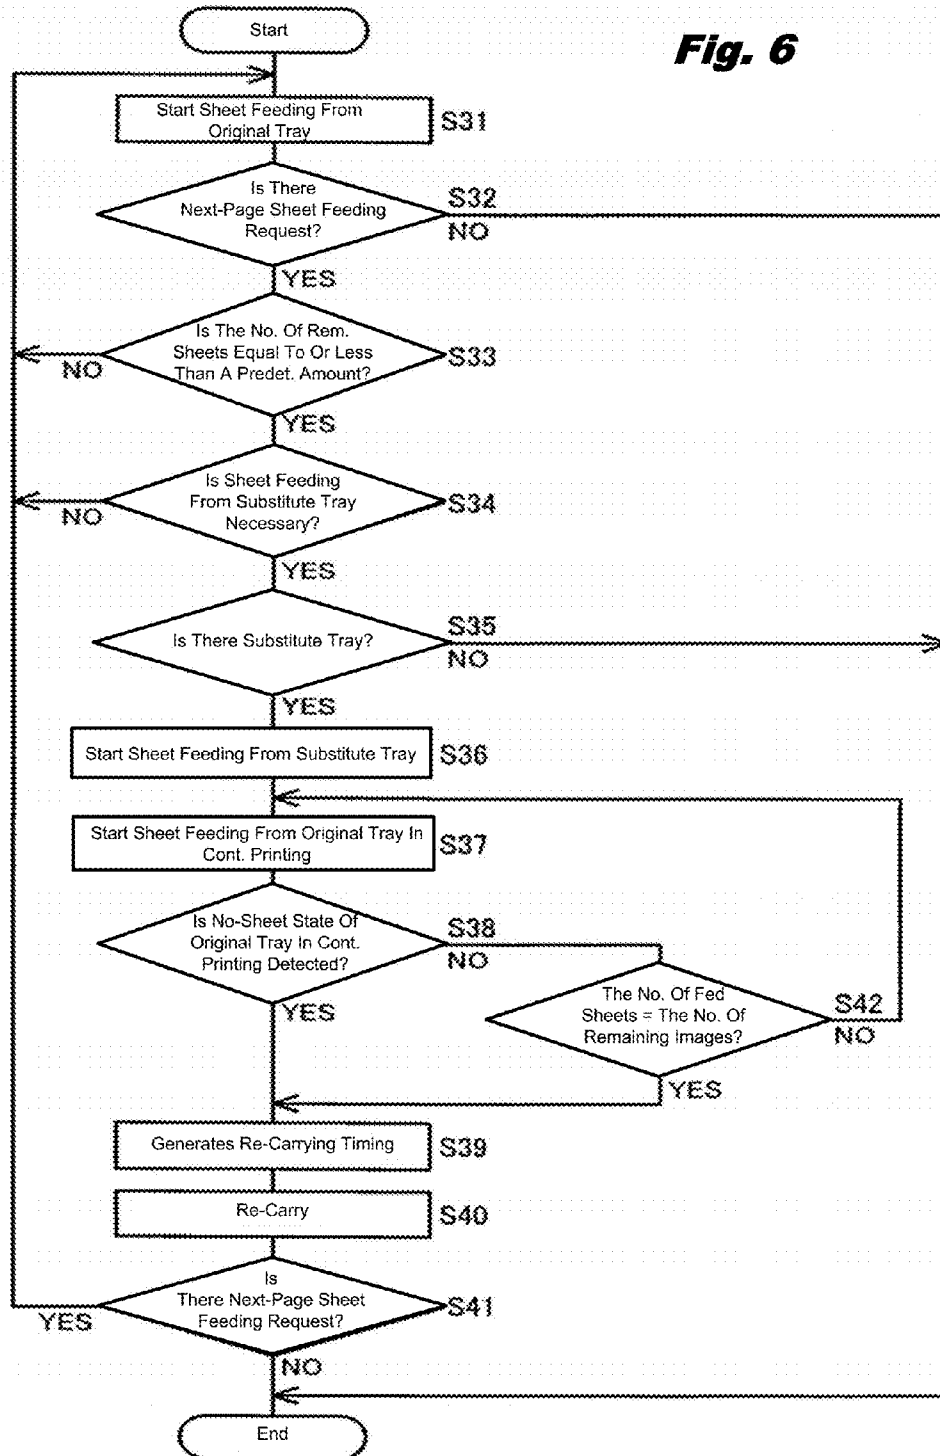 Start
Fig. 6
Start Sheet Feeding From
Original Tray
S31
Is There
Next-Page Sheet Feeding
Request?
S32
NO
YES
Is The No. Of Rem.
Sheets Equal To Or Less
Than A Predet. Amount?
S33
NO
YES
Is Sheet Feeding
From Substitute Tray
Necessary?
S34
NO
YES
Is There Substitute Tray?
S35
NO
YES
Start Sheet Feeding From Substitute Tray
S36
Start Sheet Feeding From Original Tray In
Cont. Printing
S37
Is No-Sheet State Of
Original Tray In Cont.
Printing Detected?
S38
NO
YES
The No. Of Fed
Sheets = The No. Of
Remaining Images?
S42
NO
YES
Generates Re-Carrying Timing
S39
Re-Carry
S40
Is
There Next-Page Sheet
Feeding Request?
S41
YES
NO
End